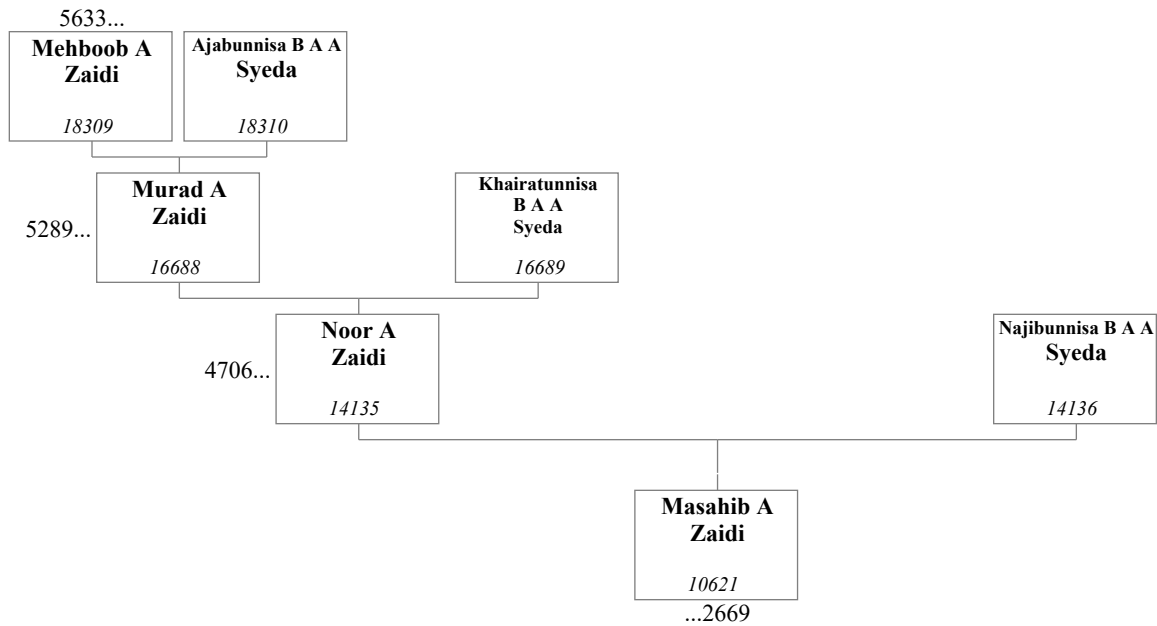 5633...
Mehboob A
Zaidi
18309
Ajabunnisa B A A
Syeda
18310
5289...
Murad A
Zaidi
16688
Khairatunnisa
B A A
Syeda
16689
4706...
Noor A
Zaidi
14135
Najibunnisa B A A
Syeda
14136
Masahib A
Zaidi
10621
...2669